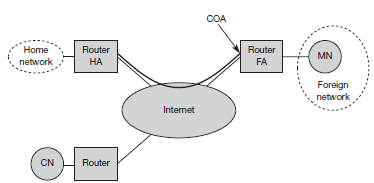 COA
Home
network
Router
HA
Router
FA
MN
Foreign
network
Internet
CN
Router